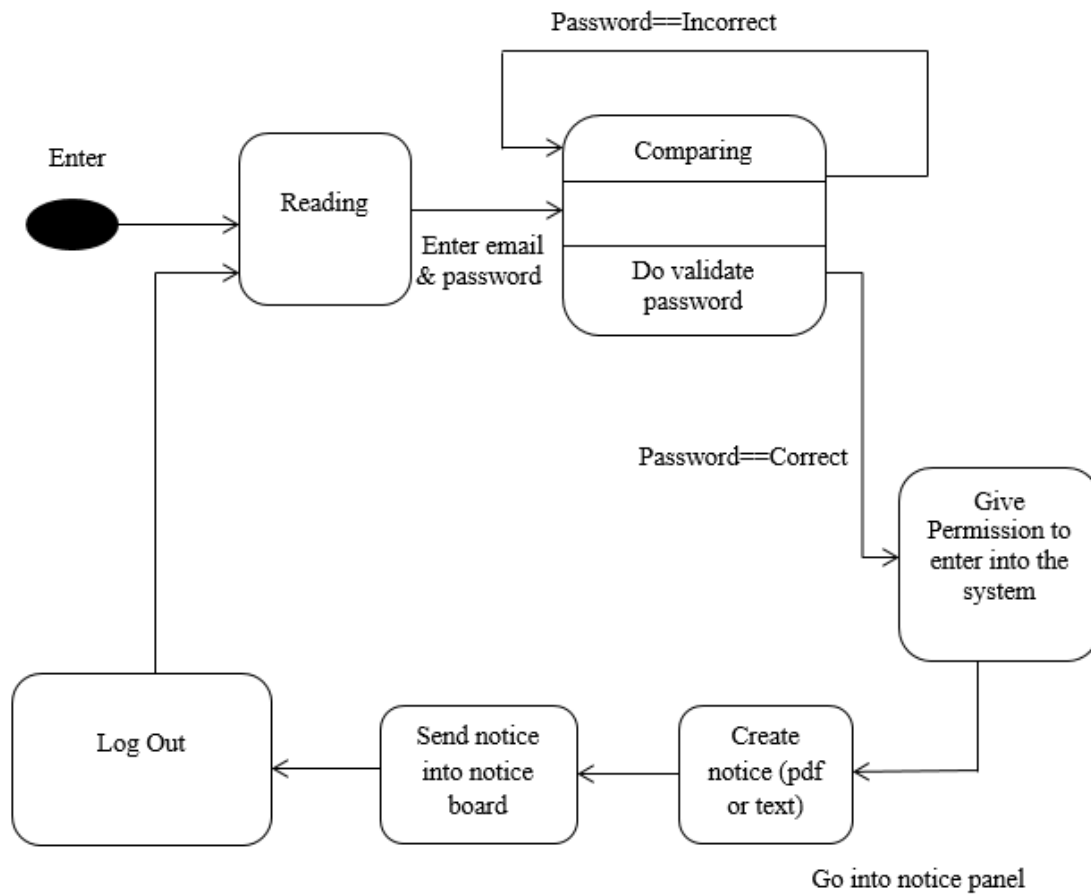 Password==Incorrect
Enter
Reading
Comparing
Enter email
& password
Do validate
password
Password==Correct
Give
Permission to
enter into the
system
Log Out
Send notice
into notice
board
Create
notice (pdf
or text)
Go into notice panel